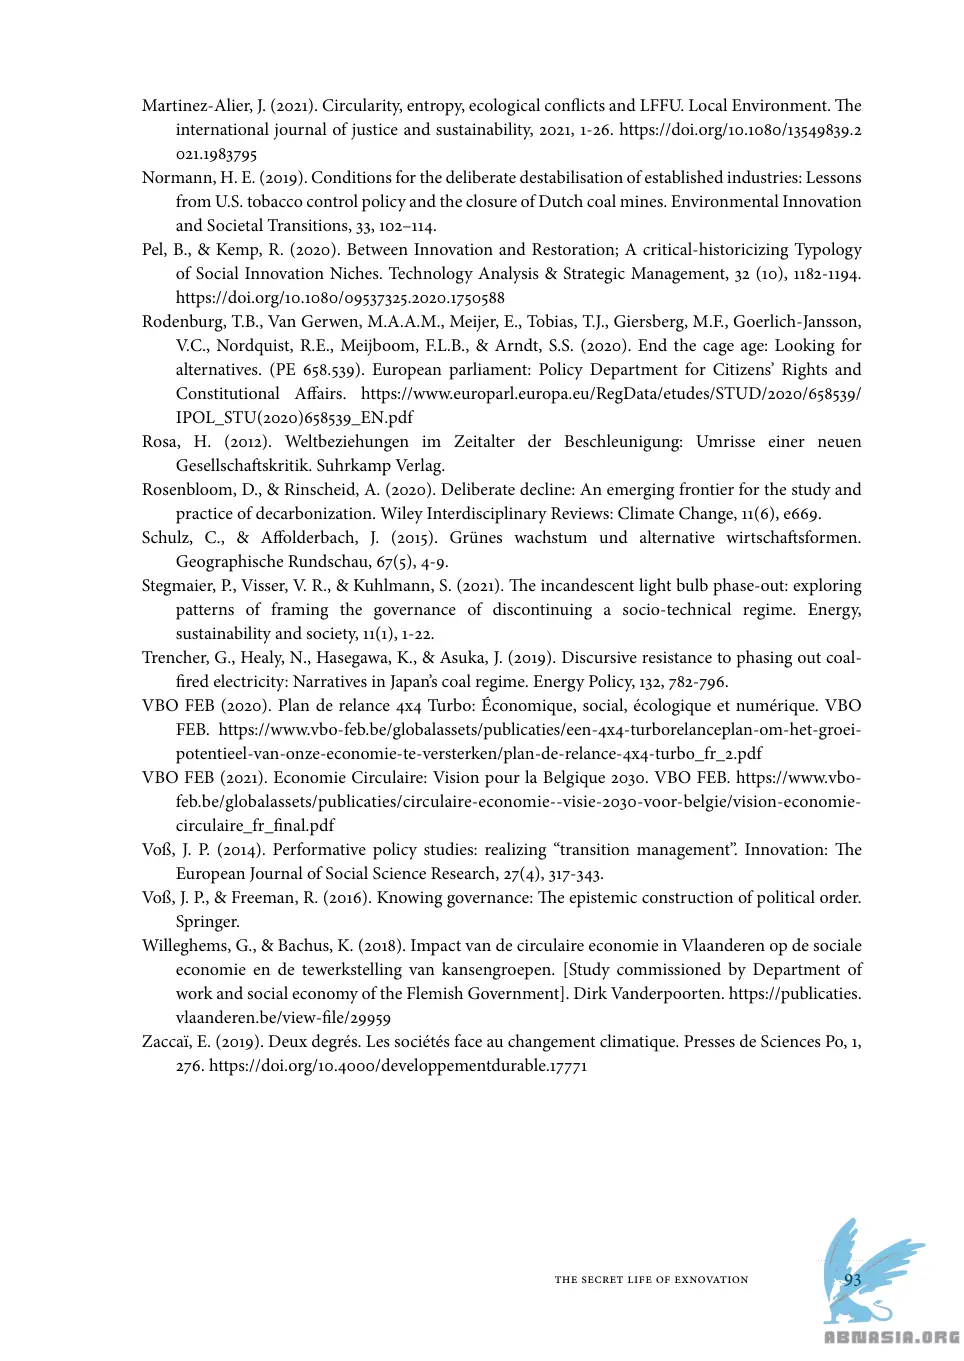 Martinez-Alier, J. (2021). Circularity, entropy, ecological conflicts and LFFU. Local Environment. The
international journal of justice and sustainability, 2021, 1-26. https://doi.org/10.1080/13549839.2
021.1983795
Normann, H. E. (2019). Conditions for the deliberate destabilisation of established industries: Lessons
from U.S. tobacco control policy and the closure of Dutch coal mines. Environmental Innovation
and Societal Transitions, 33, 102–114.
Pel, B., & Kemp, R. (2020). Between Innovation and Restoration; A critical-historicizing Typology
of Social Innovation Niches. Technology Analysis & Strategic Management, 32 (10), 1182-1194.
https://doi.org/10.1080/09537325.2020.1750588
Rodenburg, T.B., Van Gerwen, M.A.A.M., Meijer, E., Tobias, T.J., Giersberg, M.F., Goerlich-Jansson,
V.C., Nordquist, R.E., Meijboom, F.L.B., & Arndt, S.S. (2020). End the cage age: Looking for
alternatives. (PE 658.539). European parliament: Policy Department for Citizens’ Rights and
Constitutional Affairs. https://www.europarl.europa.eu/RegData/etudes/STUD/2020/658539/
IPOL_STU(2020)658539_EN.pdf
Rosa, H. (2012). Weltbeziehungen im Zeitalter der Beschleunigung: Umrisse einer neuen
Gesellschaftskritik. Suhrkamp Verlag.
Rosenbloom, D., & Rinscheid, A. (2020). Deliberate decline: An emerging frontier for the study and
practice of decarbonization. Wiley Interdisciplinary Reviews: Climate Change, 11(6), e669.
Schulz, C., & Affolderbach, J. (2015). Grünes wachstum und alternative wirtschaftsformen.
Geographische Rundschau, 67(5), 4-9.
Stegmaier, P., Visser, V. R., & Kuhlmann, S. (2021). The incandescent light bulb phase-out: exploring
patterns of framing the governance of discontinuing a socio-technical regime. Energy,
sustainability and society, 11(1), 1-22.
Trencher, G., Healy, N., Hasegawa, K., & Asuka, J. (2019). Discursive resistance to phasing out coal-
fired electricity: Narratives in Japan’s coal regime. Energy Policy, 132, 782-796.
VBO FEB (2020). Plan de relance 4x4 Turbo: Économique, social, écologique et numérique. VBO
FEB. https://www.vbo-feb.be/globalassets/publicaties/een-4x4-turborelanceplan-om-het-groei-
potentieel-van-onze-economie-te-versterken/plan-de-relance-4x4-turbo_fr_2.pdf
VBO FEB (2021). Economie Circulaire: Vision pour la Belgique 2030. VBO FEB. https://www.vbo-
feb.be/globalassets/publicaties/circulaire-economie--visie-2030-voor-belgie/vision-economie-
circulaire_fr_final.pdf
Voß, J. P. (2014). Performative policy studies: realizing “transition management”. Innovation: The
European Journal of Social Science Research, 27(4), 317-343.
Voß, J. P., & Freeman, R. (2016). Knowing governance: The epistemic construction of political order.
Springer.
Willeghems, G., & Bachus, K. (2018). Impact van de circulaire economie in Vlaanderen op de sociale
economie en de tewerkstelling van kansengroepen. [Study commissioned by Department of
work and social economy of the Flemish Government]. Dirk Vanderpoorten. https://publicaties.
vlaanderen.be/view-file/29959
Zaccaï, E. (2019). Deux degrés. Les sociétés face au changement climatique. Presses de Sciences Po, 1,
276. https://doi.org/10.4000/developpementdurable.17771
THE SECRET LIFE OF EXNOVATION 93
ABNASIA.ORG